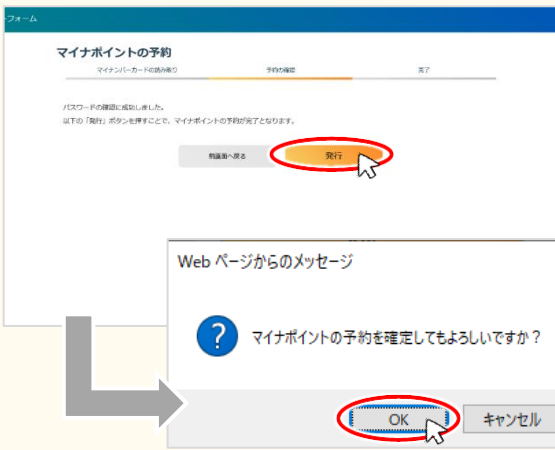 -フォーム
マイナポイントの予約
マイナンバーカードの読み取り 予約の確認 完了
パスワードの確認に成功しました。
以下の「発行」ボタンを押すことで、マイナポイントの予約が完了となります。
前画面へ戻る 発行
Web ページからのメッセージ
?
マイナポイントの予約を確定してもよろしいですか？
OK キャンセル